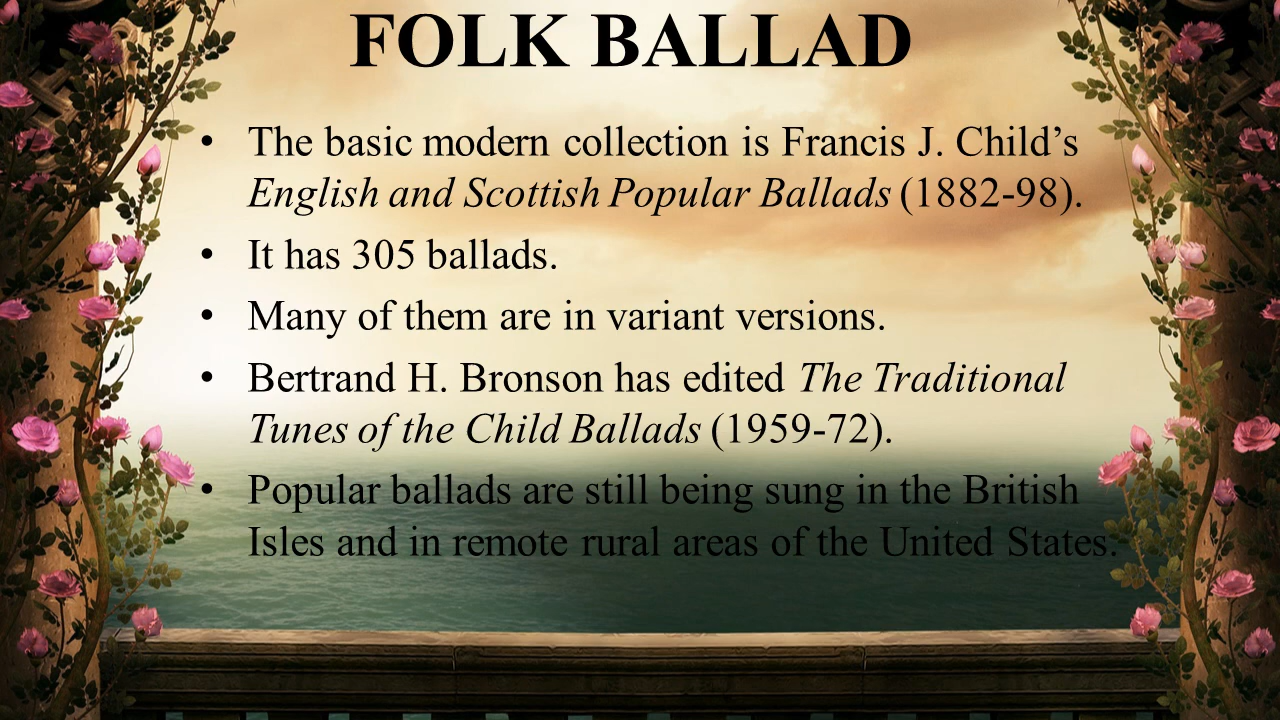 FOLK BALLAD
• The basic modern collection is Francis J. Child’s
English and Scottish Popular Ballads (1882-98).
• It has 305 ballads.
• Many of them are in variant versions.
• Bertrand H. Bronson has edited The Traditional
Tunes of the Child Ballads (1959-72).
• Popular ballads are still being sung in the British
Isles and in remote rural areas of the United States.